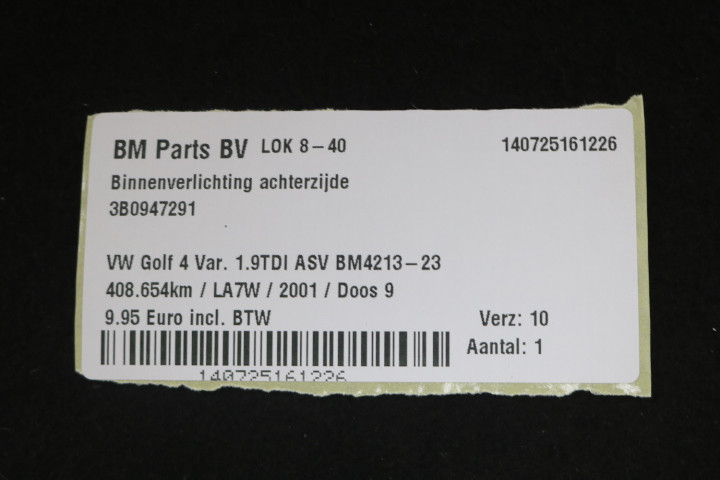 BM Parts BV LOK 8-40 140725161226
Binnenverlichting achterzijde
3B0947291
VW Golf 4 Var. 1.9TDI ASV BM4213-23
408.654km / LA7W / 2001 / Doos 9
9.95 Euro incl. BTW Verz: 10
Aantal: 1
140725161226